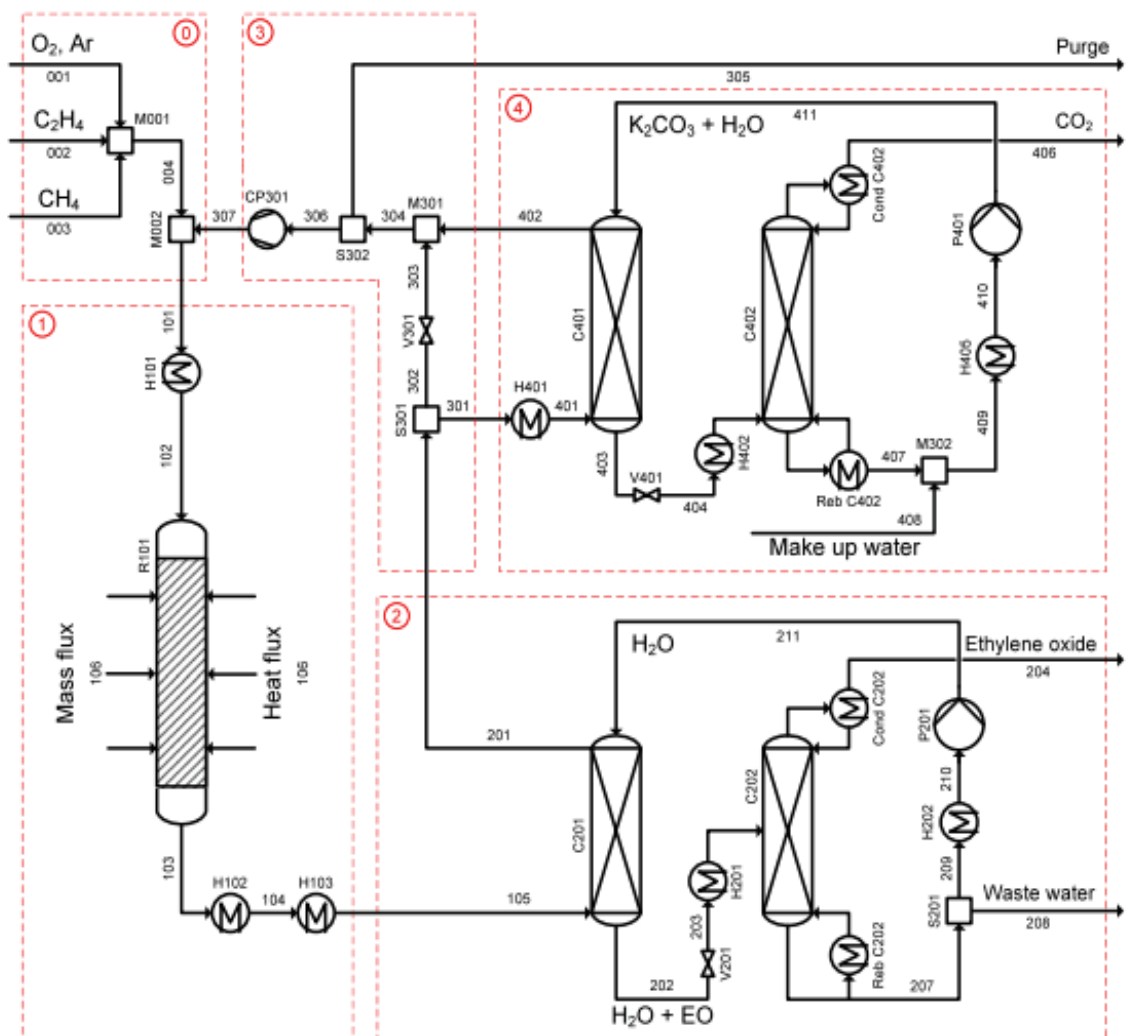 0
3
O2, Ar
001
C2H4
002
CH4
003
M001
004
M002
307
CP301
306
S302
304
M301
402
305
Purge
4
K2CO3 + H2O
411
CO2
406
Cond C402
P401
410
H405
409
C401
C402
303
V301
302
S301
301
H401
401
403
V401
404
H402
Reb C402
407
M302
408
Make up water
1
101
H101
102
R101
Mass flux
106
Heat flux
106
103
H102
104
H103
105
2
H2O
211
Ethylene oxide
204
Cond C202
P201
210
H202
209
S201
Waste water
208
201
C201
C202
H201
203
V201
202
H2O + EO
Reb C202
207